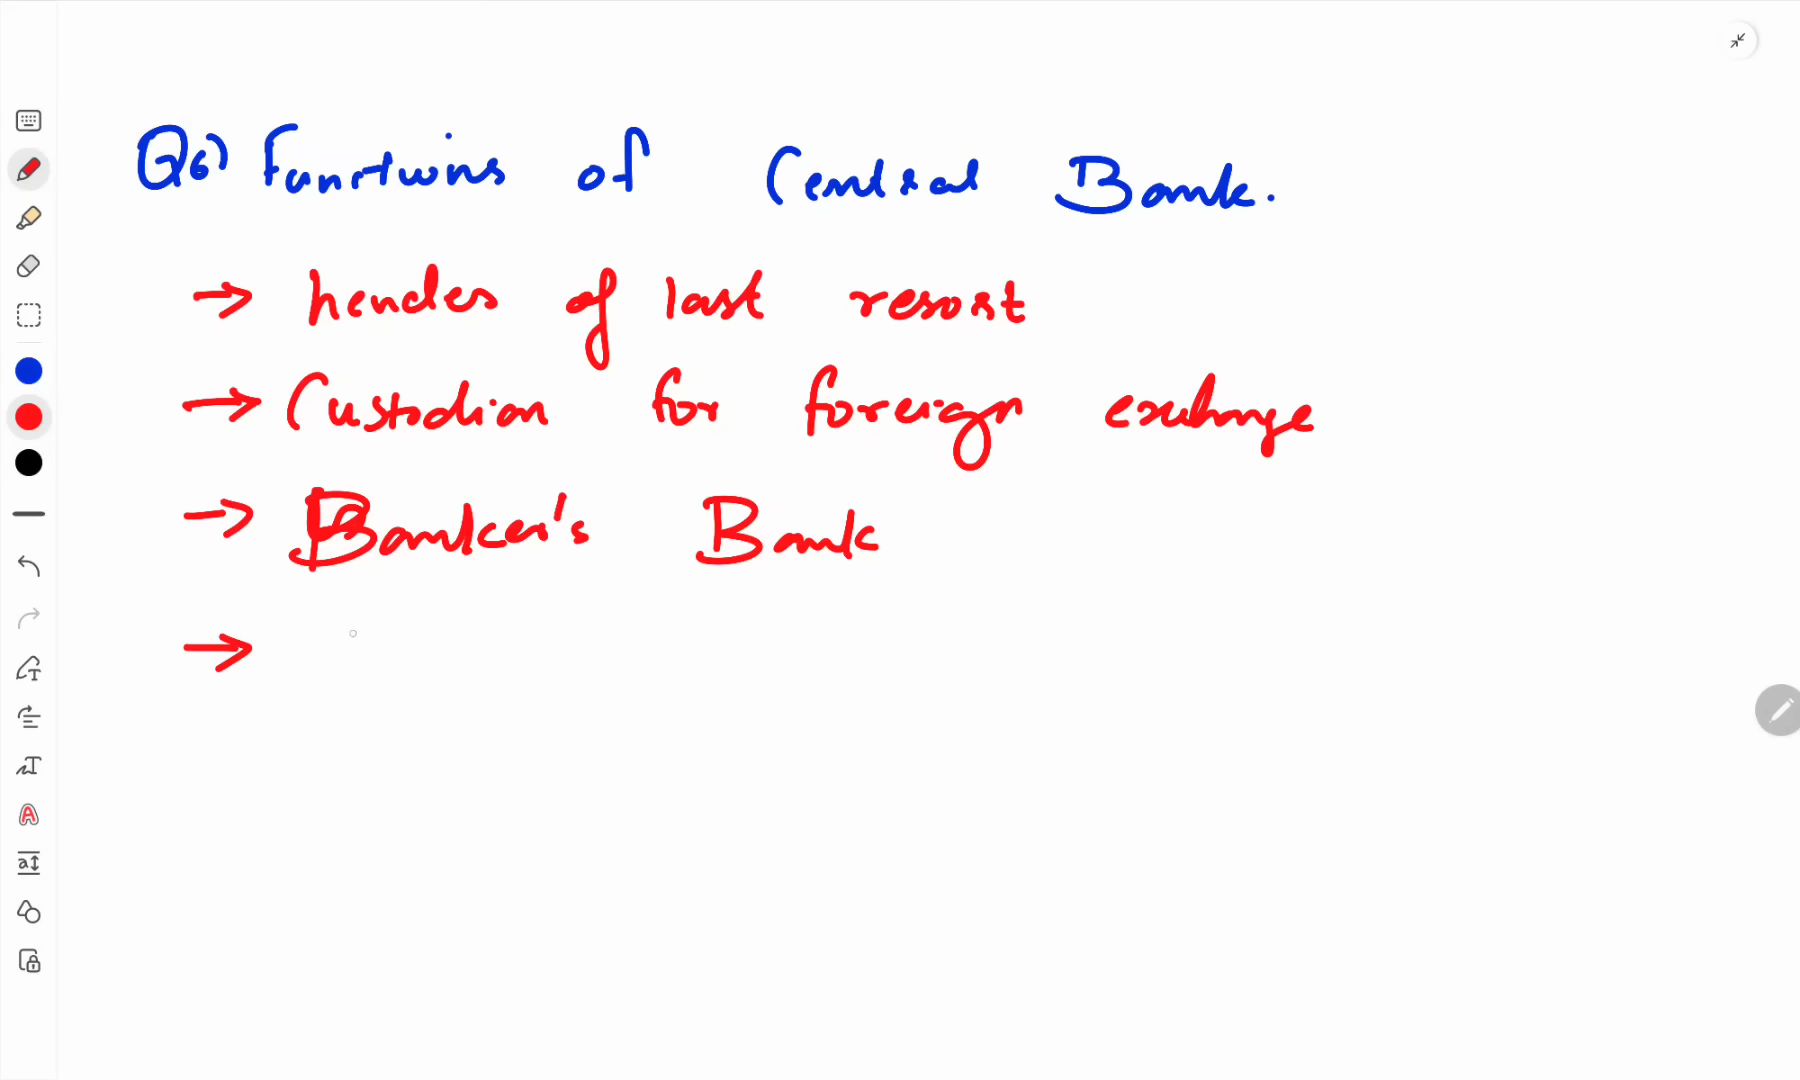 Q6) Functions of Central Bank.
→ Lender of last resort
→ Custodian for foreign exchange
→ Banker's Bank
→